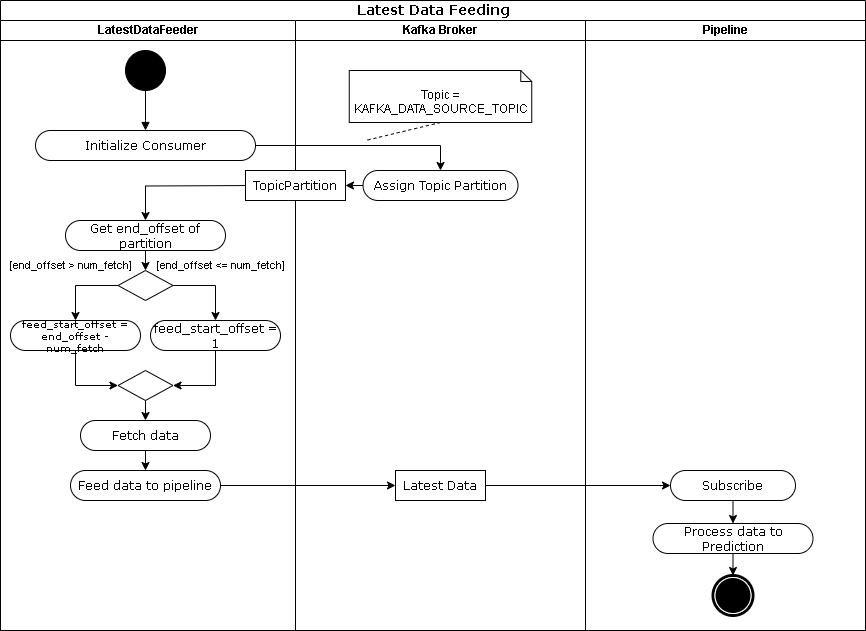 Latest Data Feeding
LatestDataFeeder
Kafka Broker
Pipeline
Topic =
KAFKA_DATA_SOURCE_TOPIC
Initialize Consumer
TopicPartition
Assign Topic Partition
Get end_offset of
partition
[end_offset > num_fetch]
[end_offset <= num_fetch]
feed_start_offset =
end_offset -
num_fetch
feed_start_offset =
1
Fetch data
Feed data to pipeline
Latest Data
Subscribe
Process data to
Prediction